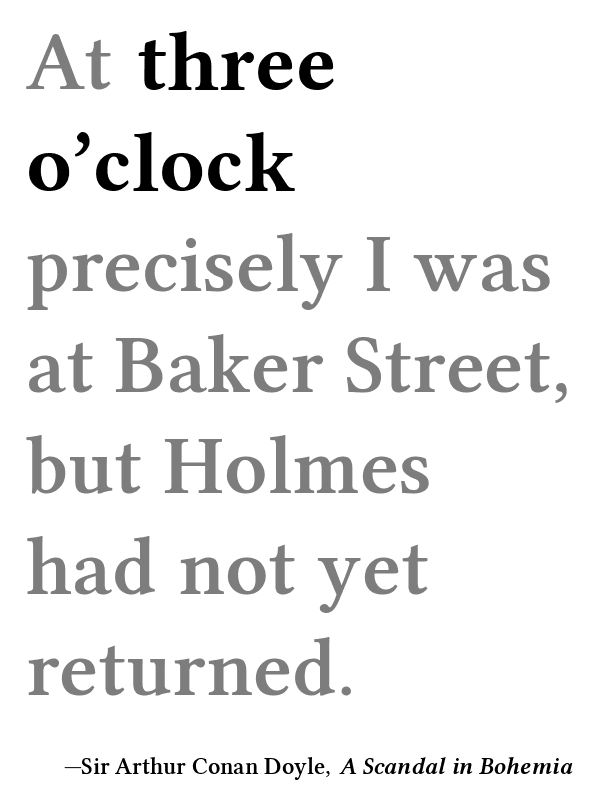 At three
o’clock
precisely I was
at Baker Street,
but Holmes
had not yet
returned.
—Sir Arthur Conan Doyle, A Scandal in Bohemia